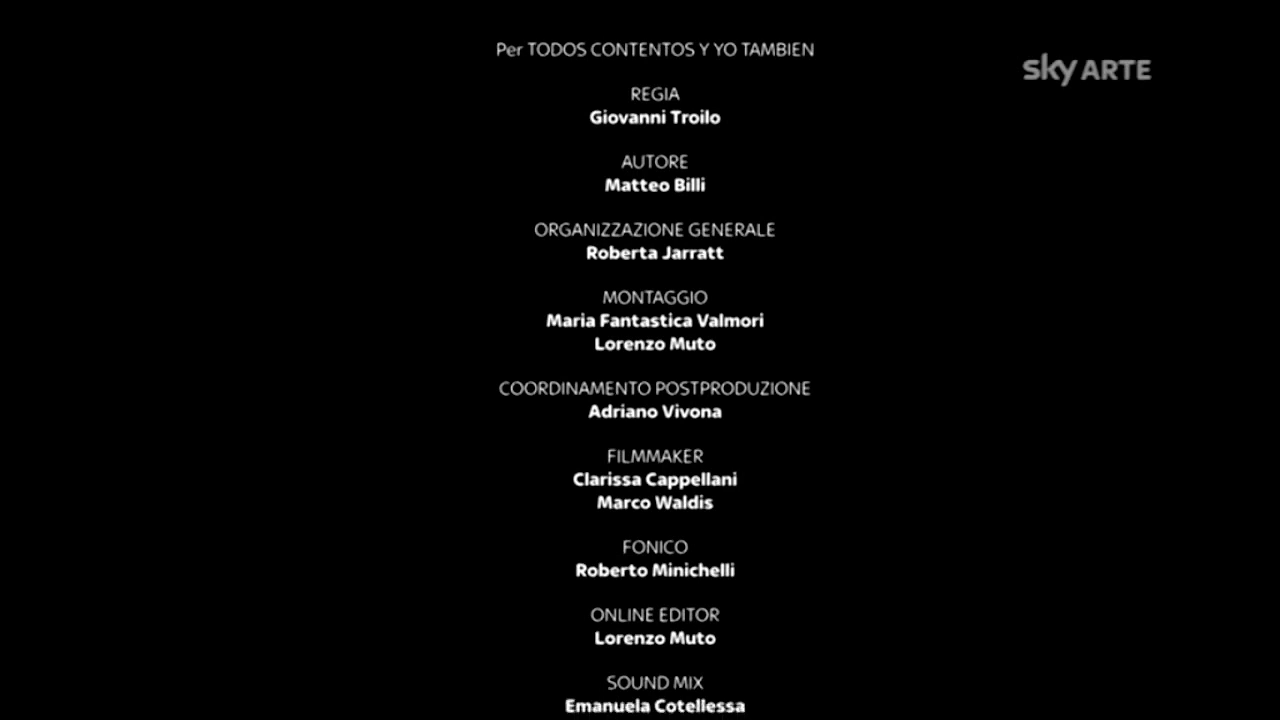 Per TODOS CONTENTOS Y YO TAMBIEN
sky ARTE
REGIA
Giovanni Troilo
AUTORE
Matteo Billi
ORGANIZZAZIONE GENERALE
Roberta Jarratt
MONTAGGIO
Maria Fantastica Valmori
Lorenzo Muto
COORDINAMENTO POSTPRODUZIONE
Adriano Vivona
FILMMAKER
Clarissa Cappellani
Marco Waldis
FONICO
Roberto Minichelli
ONLINE EDITOR
Lorenzo Muto
SOUND MIX
Emanuela Cotellessa